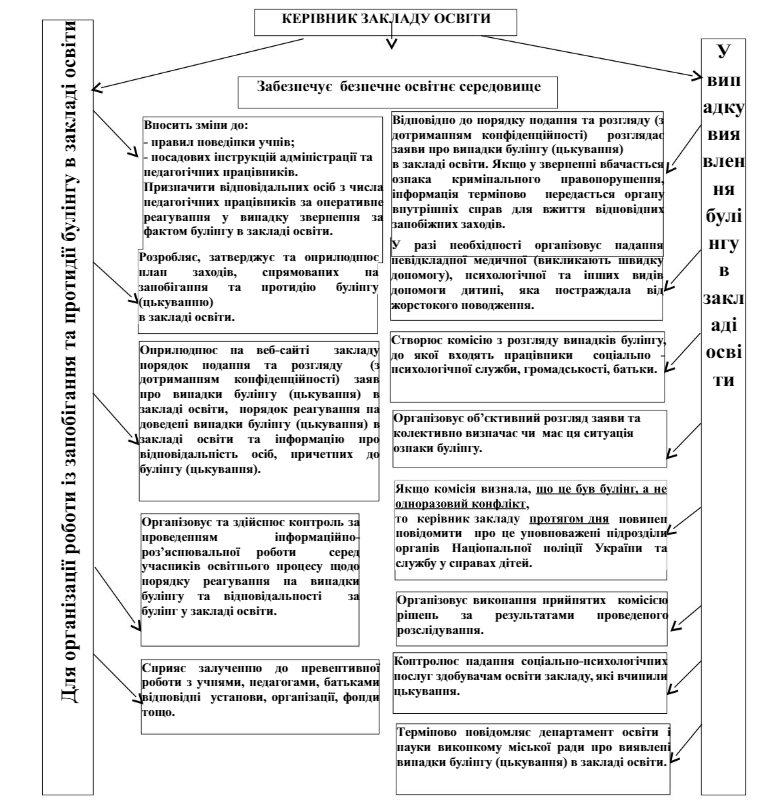 КЕРІВНИК ЗАКЛАДУ ОСВІТИ
Забезпечує безпечне освітнє середовище
Для організації роботи із запобігання та протидії булінгу в закладі освіти
Вносить зміни до:
- правил поведінки учнів;
- посадових інструкцій адміністрації та
педагогічних працівників.
Призначити відповідальних осіб з числа
педагогічних працівників за оперативне
реагування у випадку звернення за
фактом булінгу в закладі освіти.
Розробляє, затверджує та оприлюднює
план заходів, спрямованих на
запобігання та протидію булінгу
(цькуванню)
в закладі освіти.
Оприлюднює на веб-сайті закладу
порядок подання та розгляду (з
дотриманням конфіденційності) заяв
про випадки булінгу (цькування) в
закладі освіти, порядок реагування на
доведені випадки булінгу (цькування) в
закладі освіти та інформацію про
відповідальність осіб, причетних до
булінгу (цькування).
Організовує та здійснює контроль за
проведенням інформаційно-
роз’яснювальної роботи серед
учасників освітнього процесу щодо
порядку реагування на випадки
булінгу та відповідальності за
булінг у закладі освіти.
Сприяє залученню до превентивної
роботи з учнями, педагогами, батьками
відповідні установи, організації, фонди
тощо.
Відповідно до порядку подання та розгляду (з
дотриманням конфіденційності) розглядає
заяви про випадки булінгу (цькування)
в закладі освіти. Якщо у зверненні вбачається
ознака кримінального правопорушення,
інформація терміново передається органу
внутрішніх справ для вжиття відповідних
запобіжних заходів.
У разі необхідності організовує надання
невідкладної медичної (викликають швидку
допомогу), психологічної та інших видів
допомоги дитині, яка постраждала від
жорстокого поводження.
Створює комісію з розгляду випадків булінгу,
до якої входять працівники соціально -
психологічної служби, громадськості, батьки.
Організовує об’єктивний розгляд заяви та
колективно визначає чи має ця ситуація
ознаки булінгу.
Якщо комісія визнала, що це був булінг, а не
одноразовий конфлікт,
то керівник закладу протягом дня повинен
повідомити про це уповноважені підрозділи
органів Національної поліції України та
службу у справах дітей.
Організовує виконання прийнятих комісією
рішень за результатами проведеного
розслідування.
Контролює надання соціально-психологічних
послуг здобувачам освіти закладу, які вчинили
цькування.
Терміново повідомляє департамент освіти і
науки виконкому міської ради про виявлені
випадки булінгу (цькування) в закладі освіти.
У
вип
адку
вия
влен
ня
булі
нгу
в
закл
аді
осві
ти